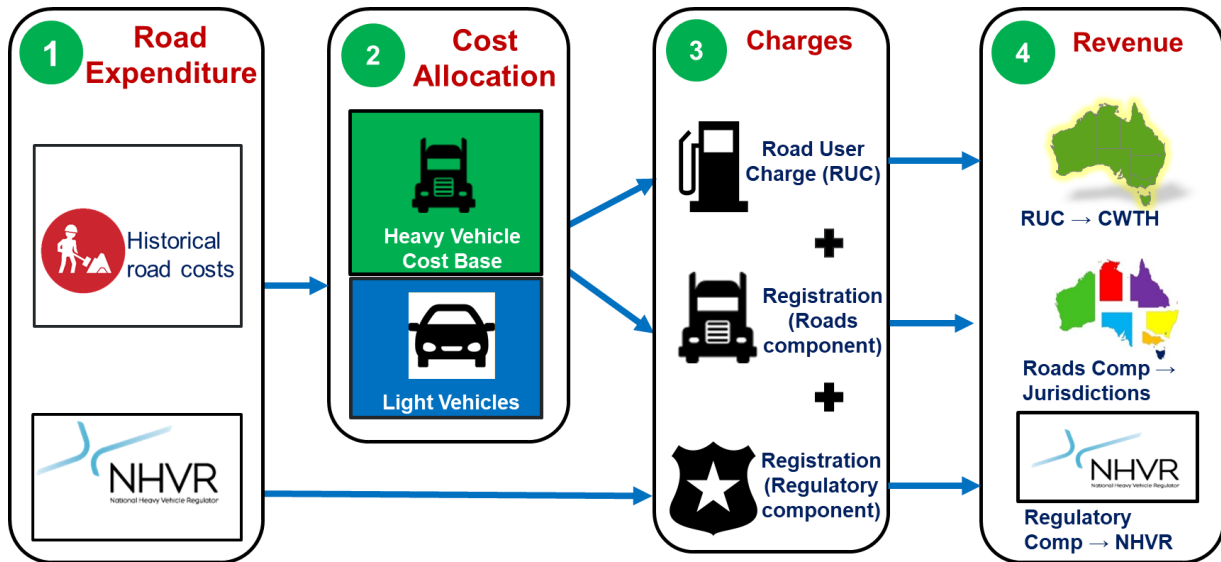 1
Road
Expenditure
Historical
road costs
NHVR
National Heavy Vehicle Regulator
2
Cost
Allocation
Heavy Vehicle
Cost Base
Light Vehicles
3
Charges
Road User
Charge (RUC)
+
Registration
(Roads
component)
+
Registration
(Regulatory
component)
4
Revenue
RUC → CWTH
Roads Comp →
Jurisdictions
NHVR
National Heavy Vehicle Regulator
Regulatory
Comp → NHVR